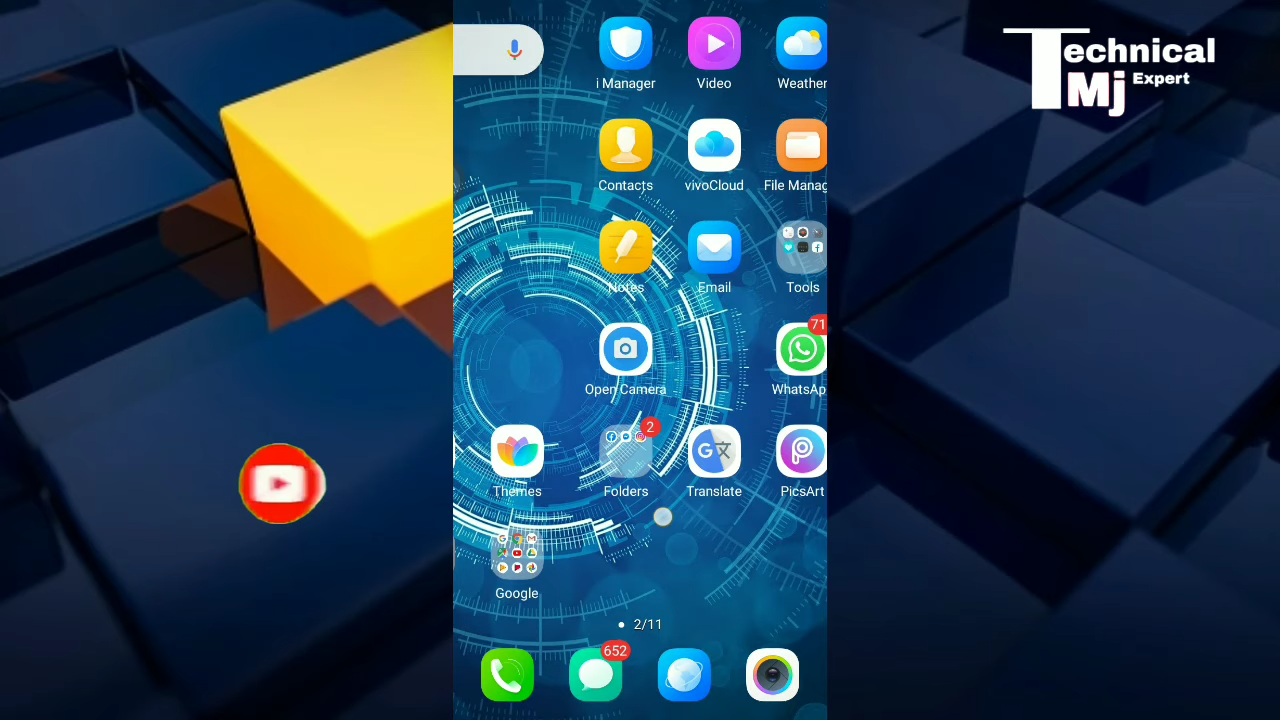 Technical
Mj Expert
i Manager Video Weather
Contacts vivoCloud File Manag
Notes Email Tools
71
Open Camera WhatsAp
2
Themes Folders Translate PicsArt
Google
2/11
652